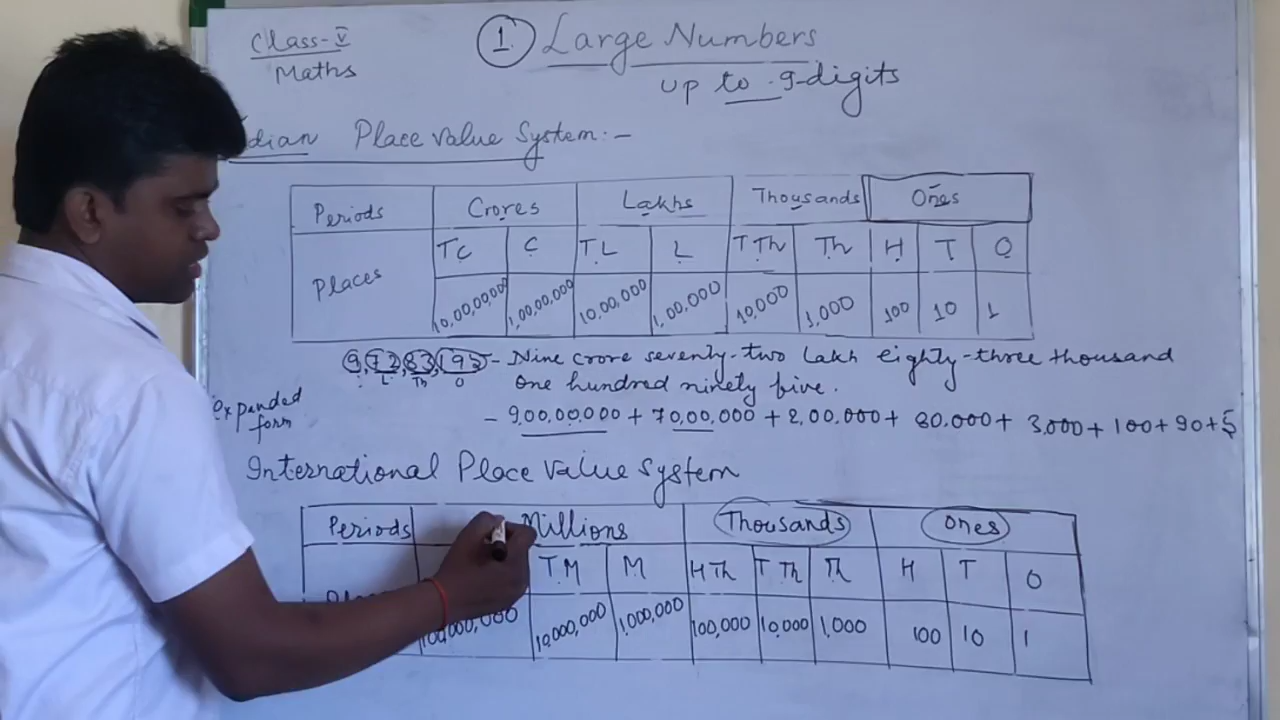 Class-V
Maths
1. Large Numbers
up to 9-digits
dian Place Value System:-
Periods Crores Lakhs Thousands Ones
Places TC C TL L T Th Th H T O
10,00,00,000 1,00,00,000 10,00,000 1,00,000 10,000 1,000 100 10 1
9,72,83,195 - Nine crore seventy-two lakh eighty-three thousand
L Th O
one hundred ninety five.
expanded
form
- 9,00,00,000 + 70,00,000 + 2,00,000 + 80,000 + 3,000 + 100 + 90 + 5
International Place Value System
Periods Millions Thousands Ones
T.M M H Th T Th Th H T O
100,000,000 10,000,000 1,000,000 100,000 10,000 1,000 100 10 1